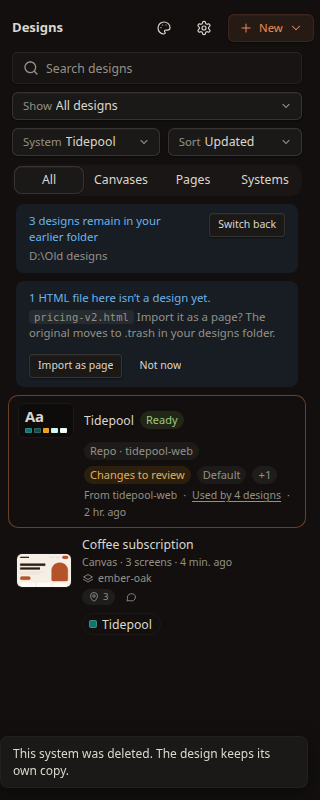 Designs
New
Search designs
Show All designs
System Tidepool
Sort Updated
All Canvases Pages Systems
3 designs remain in your
earlier folder
Switch back
D:\Old designs
1 HTML file here isn’t a design yet.
pricing-v2.html Import it as a page? The
original moves to .trash in your designs folder.
Import as page Not now
Aa
Tidepool Ready
Repo · tidepool-web
Changes to review Default +1
From tidepool-web · Used by 4 designs ·
2 hr. ago
Coffee subscription
Canvas · 3 screens · 4 min. ago
ember-oak
3
Tidepool
This system was deleted. The design keeps its
own copy.